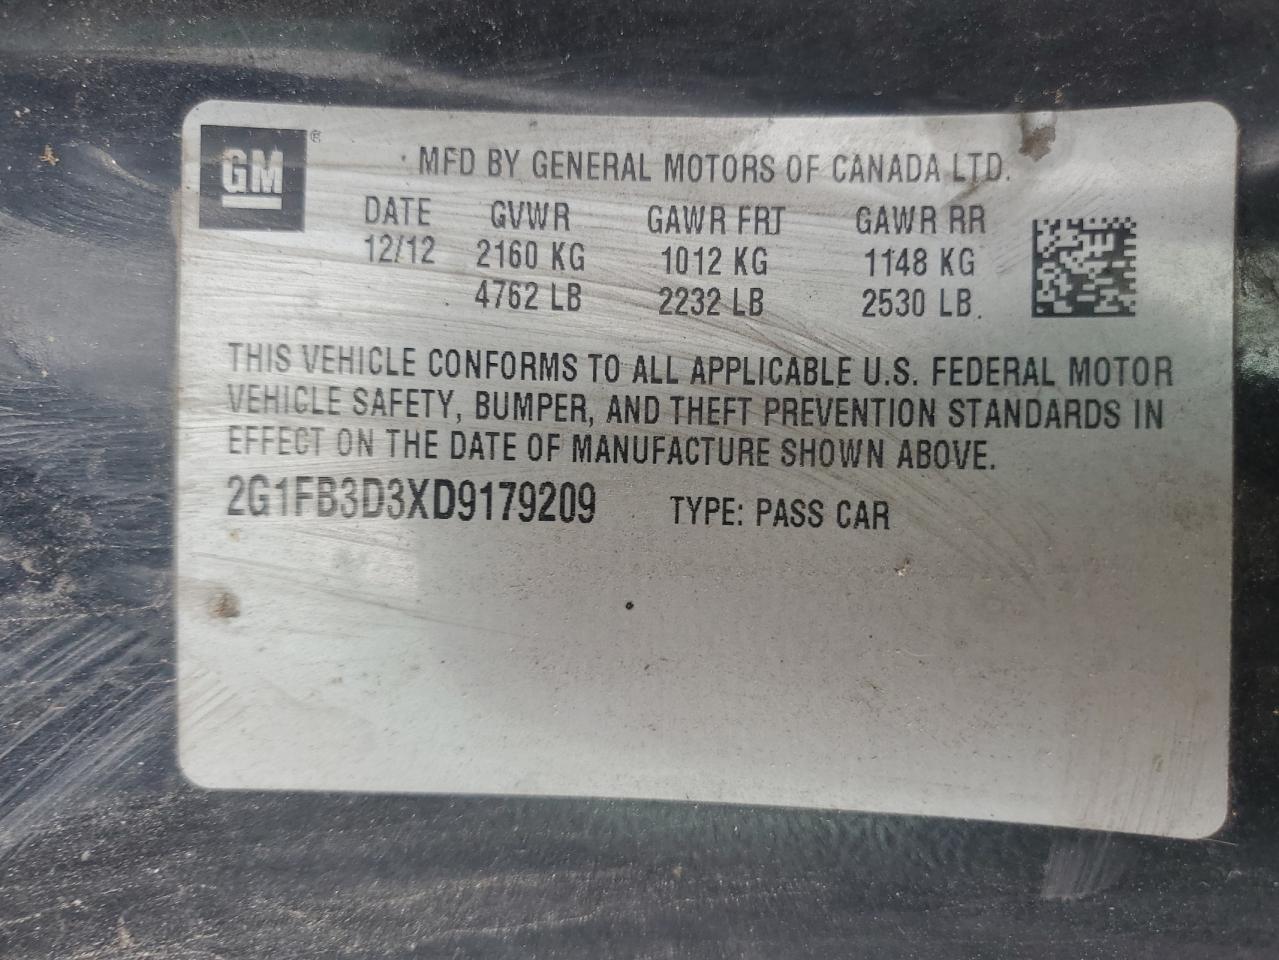 GM ®
MFD BY GENERAL MOTORS OF CANADA LTD.
DATE GVWR GAWR FRT GAWR RR
12/12 2160 KG 1012 KG 1148 KG
4762 LB 2232 LB 2530 LB
THIS VEHICLE CONFORMS TO ALL APPLICABLE U.S. FEDERAL MOTOR
VEHICLE SAFETY, BUMPER, AND THEFT PREVENTION STANDARDS IN
EFFECT ON THE DATE OF MANUFACTURE SHOWN ABOVE.
2G1FB3D3XD9179209 TYPE: PASS CAR